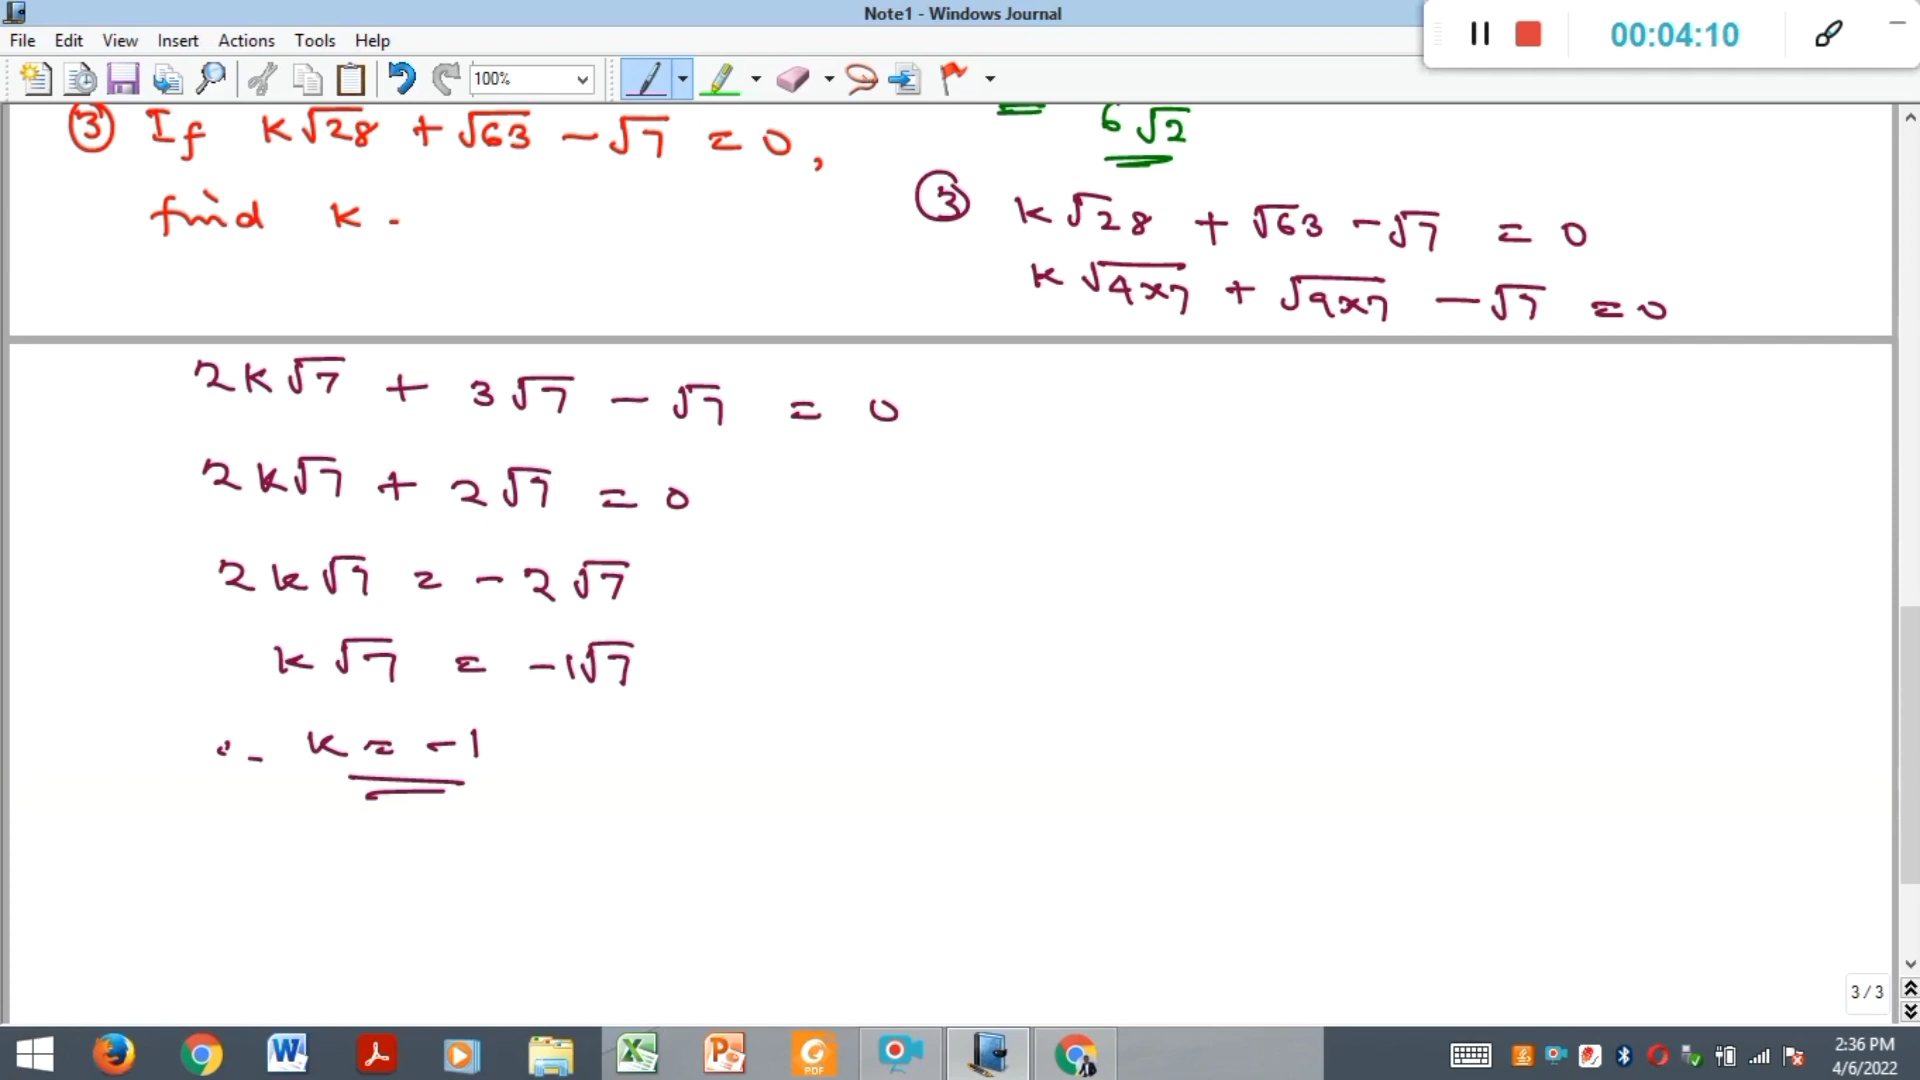 Note1 - Windows Journal
00:04:10
File Edit View Insert Actions Tools Help
100%
③ If k√28 + √63 - √7 = 0,
find k.
6√2
③ k√28 + √63 - √7 = 0
k√4×7 + √9×7 - √7 = 0
2k√7 + 3√7 - √7 = 0
2k√7 + 2√7 = 0
2k√7 = -2√7
k√7 = -1√7
∴ k = -1
3 / 3
PDF
2:36 PM
4/6/2022